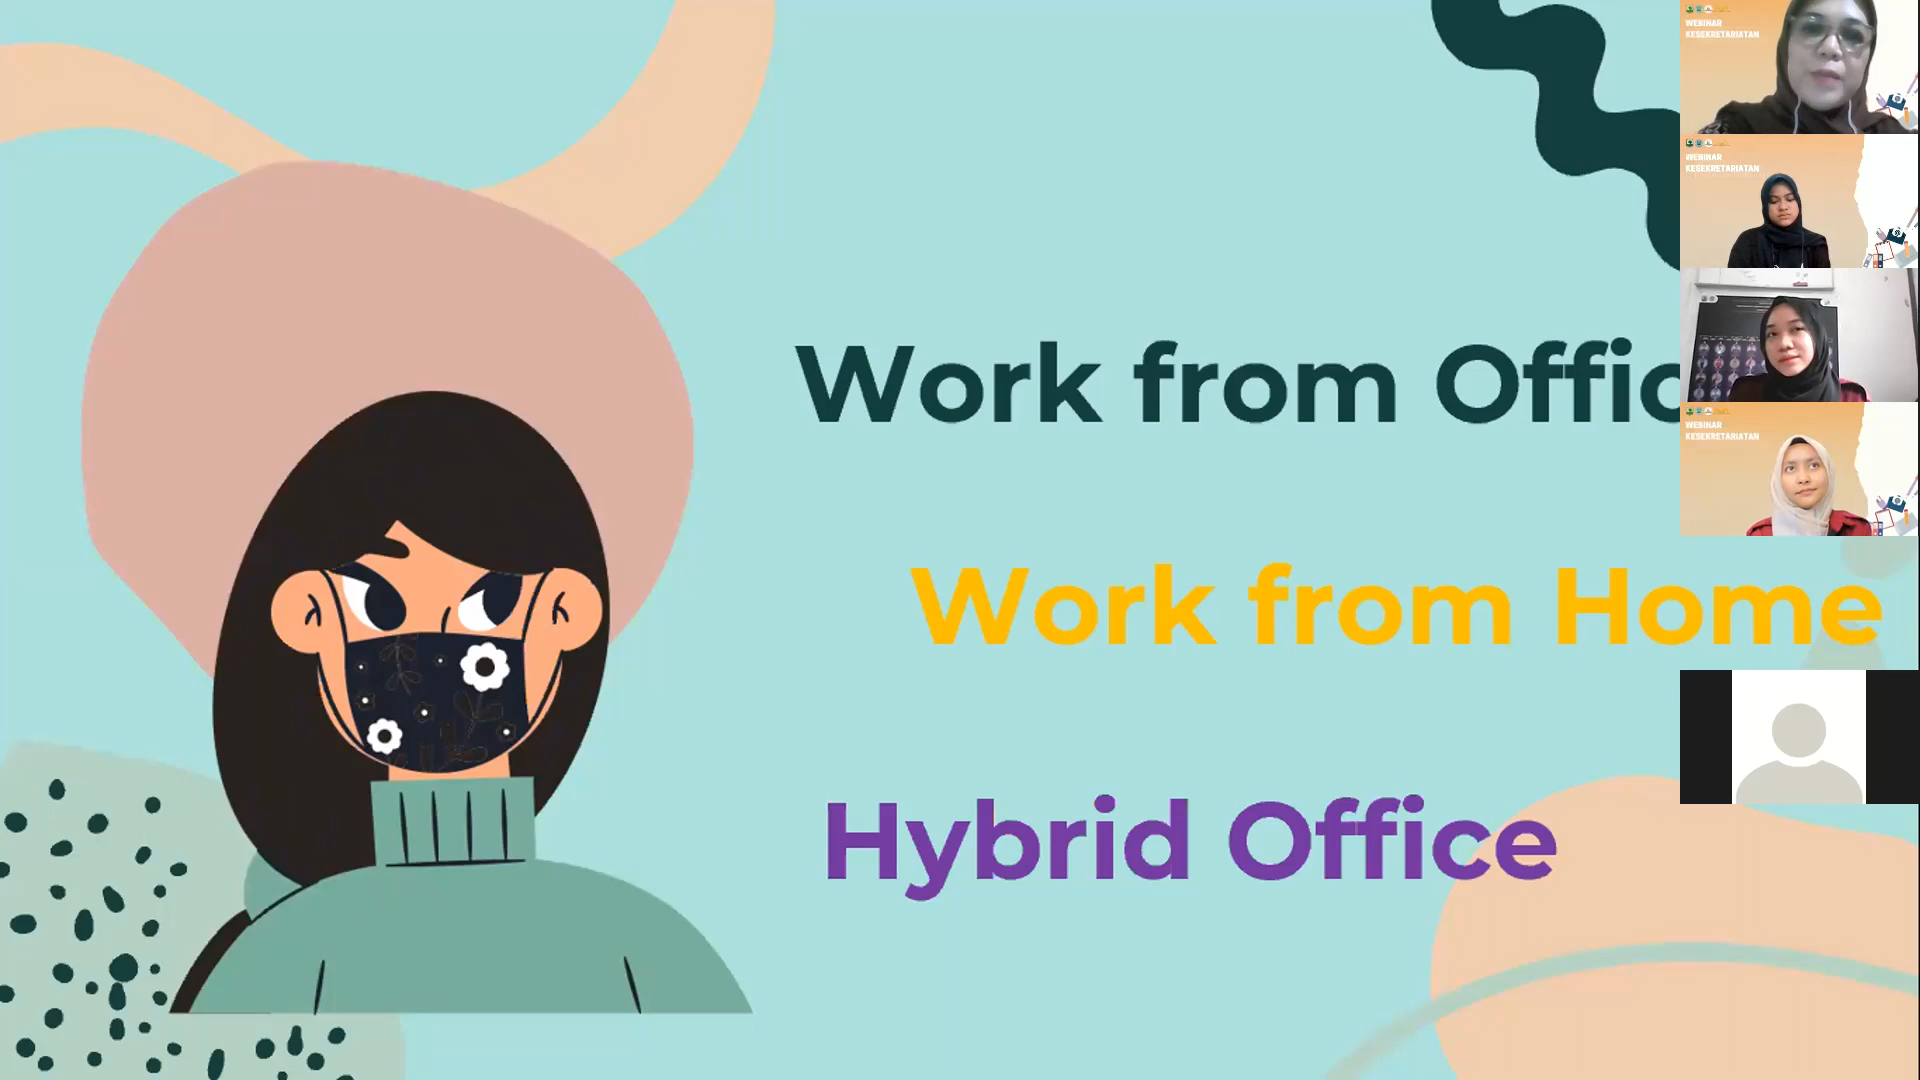 Work from Offic
Work from Home
Hybrid Office
WEBINAR
KESEKRETARIATAN
WEBINAR
KESEKRETARIATAN
WEBINAR
KESEKRETARIATAN